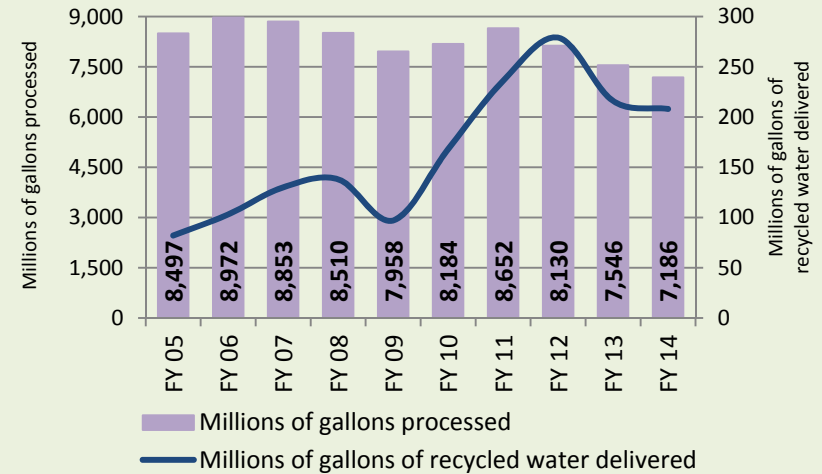 Millions of gallons processed
9,000
7,500
6,000
4,500
3,000
1,500
0
8,497
8,972
8,853
8,510
7,958
8,184
8,652
8,130
7,546
7,186
300
250
200
150
100
50
0
Millions of gallons of
recycled water delivered
FY 05
FY 06
FY 07
FY 08
FY 09
FY 10
FY 11
FY 12
FY 13
FY 14
Millions of gallons processed
Millions of gallons of recycled water delivered